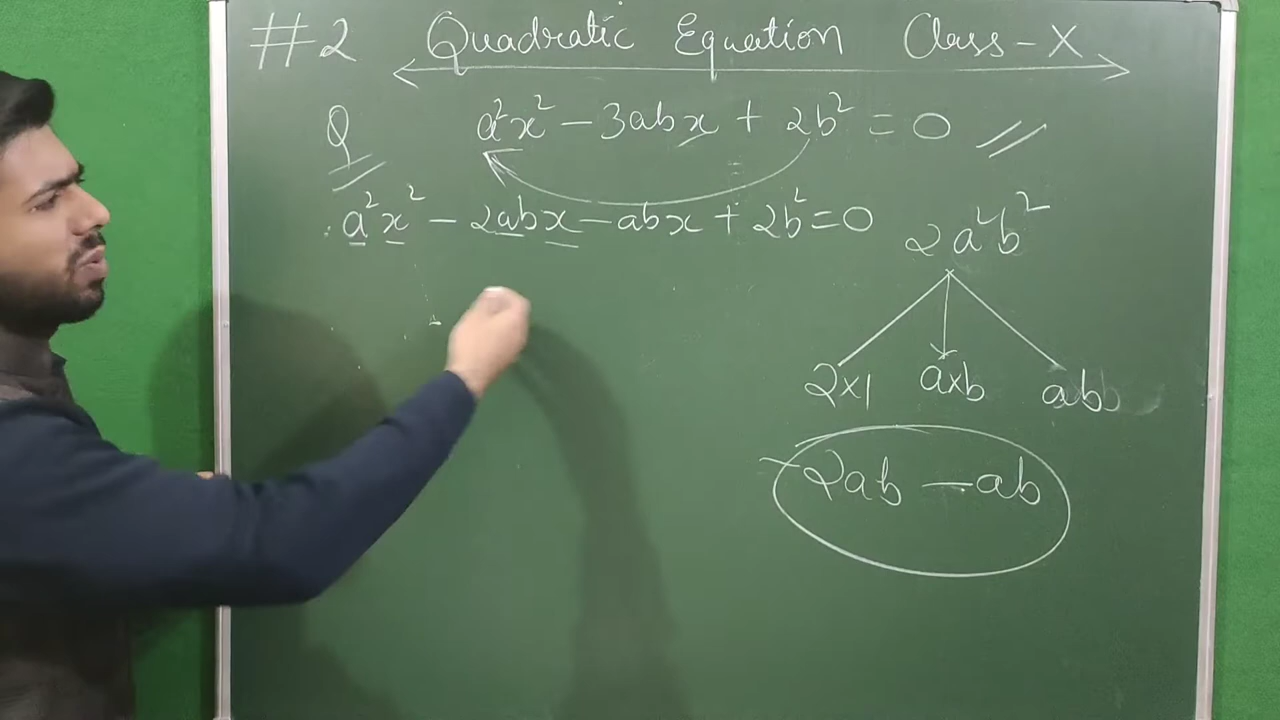 #2 Quadratic Equation Class-X
Q a²x² - 3abx + 2b² = 0
a²x² - 2abx - abx + 2b² = 0
2a²b²
2×1 a×b ab
-2ab - ab